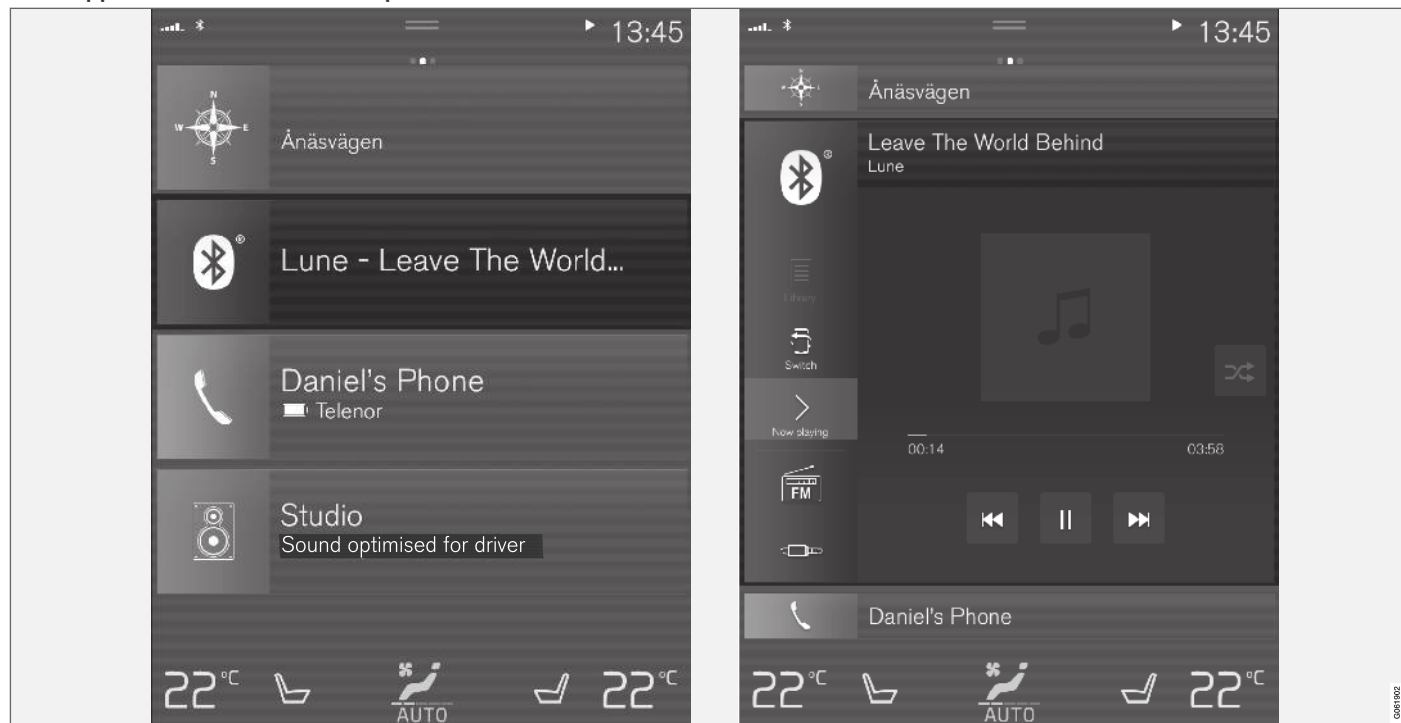 13:45
N
W E
S
Ånäsvägen
Lune - Leave The World...
Daniel's Phone
Telenor
Studio
Sound optimised for driver
22°C
AUTO
22°C
13:45
Ånäsvägen
Leave The World Behind
Lune
Library
Switch
Now playing
00:14
03:58
FM
Daniel's Phone
22°C
AUTO
22°C
G061902